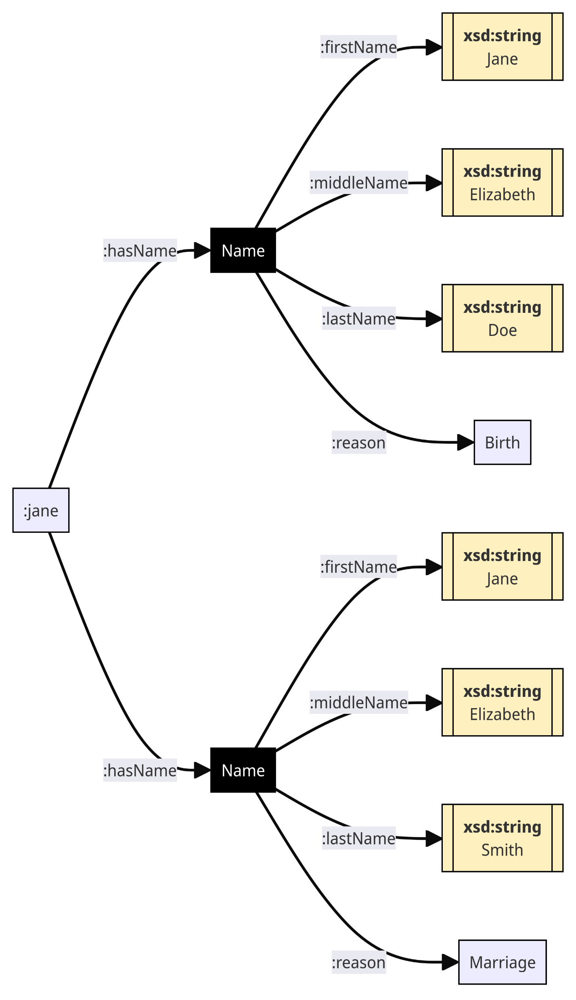 :jane
:hasName
Name
:firstName
xsd:string
Jane
:middleName
xsd:string
Elizabeth
:lastName
xsd:string
Doe
:reason
Birth
:hasName
Name
:firstName
xsd:string
Jane
:middleName
xsd:string
Elizabeth
:lastName
xsd:string
Smith
:reason
Marriage